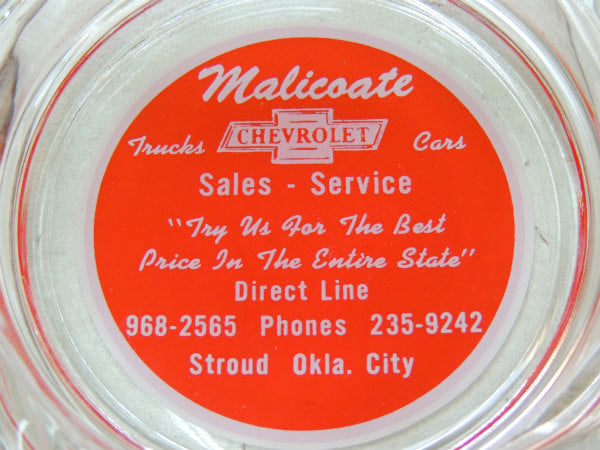 Malicoate
Trucks CHEVROLET Cars
Sales - Service
"Try Us For The Best
Price In The Entire State"
Direct Line
968-2565 Phones 235-9242
Stroud Okla. City